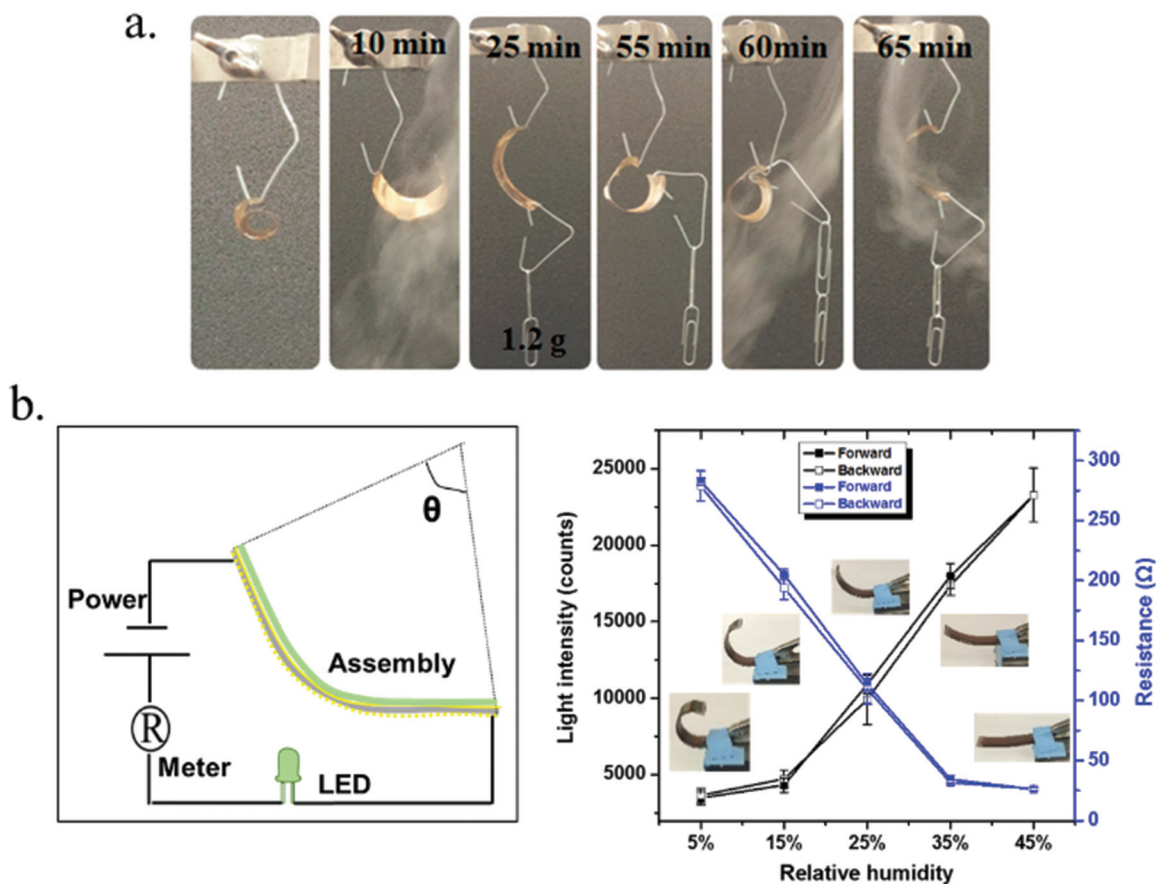 a.
10 min
25 min
55 min
60min
65 min
1.2 g
b.
θ
Power
Assembly
R
Meter
LED
Forward
Backward
Forward
Backward
Light intensity (counts)
25000
20000
15000
10000
5000
300
250
200
150
100
50
0
Resistance (Ω)
5%
15%
25%
35%
45%
Relative humidity